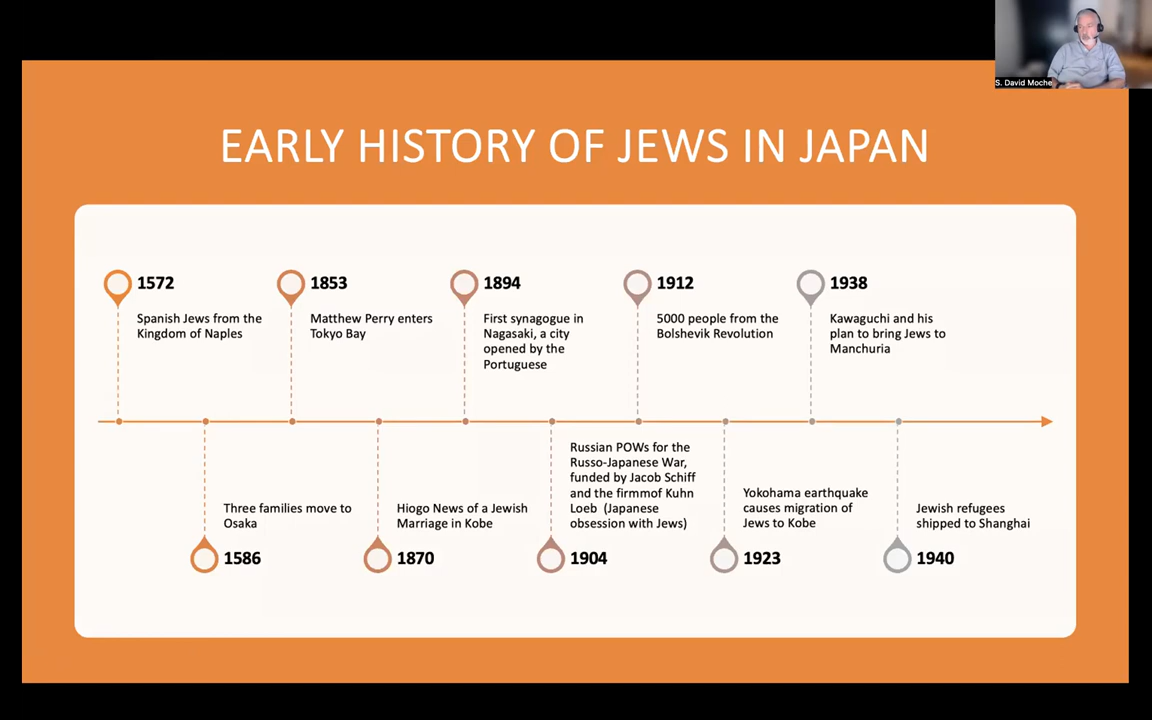 S. David Moche
EARLY HISTORY OF JEWS IN JAPAN
1572
Spanish Jews from the
Kingdom of Naples
1853
Matthew Perry enters
Tokyo Bay
1894
First synagogue in
Nagasaki, a city
opened by the
Portuguese
1912
5000 people from the
Bolshevik Revolution
1938
Kawaguchi and his
plan to bring Jews to
Manchuria
Three families move to
Osaka
1586
Hiogo News of a Jewish
Marriage in Kobe
1870
Russian POWs for the
Russo-Japanese War,
funded by Jacob Schiff
and the firmmof Kuhn
Loeb (Japanese
obsession with Jews)
1904
Yokohama earthquake
causes migration of
Jews to Kobe
1923
Jewish refugees
shipped to Shanghai
1940